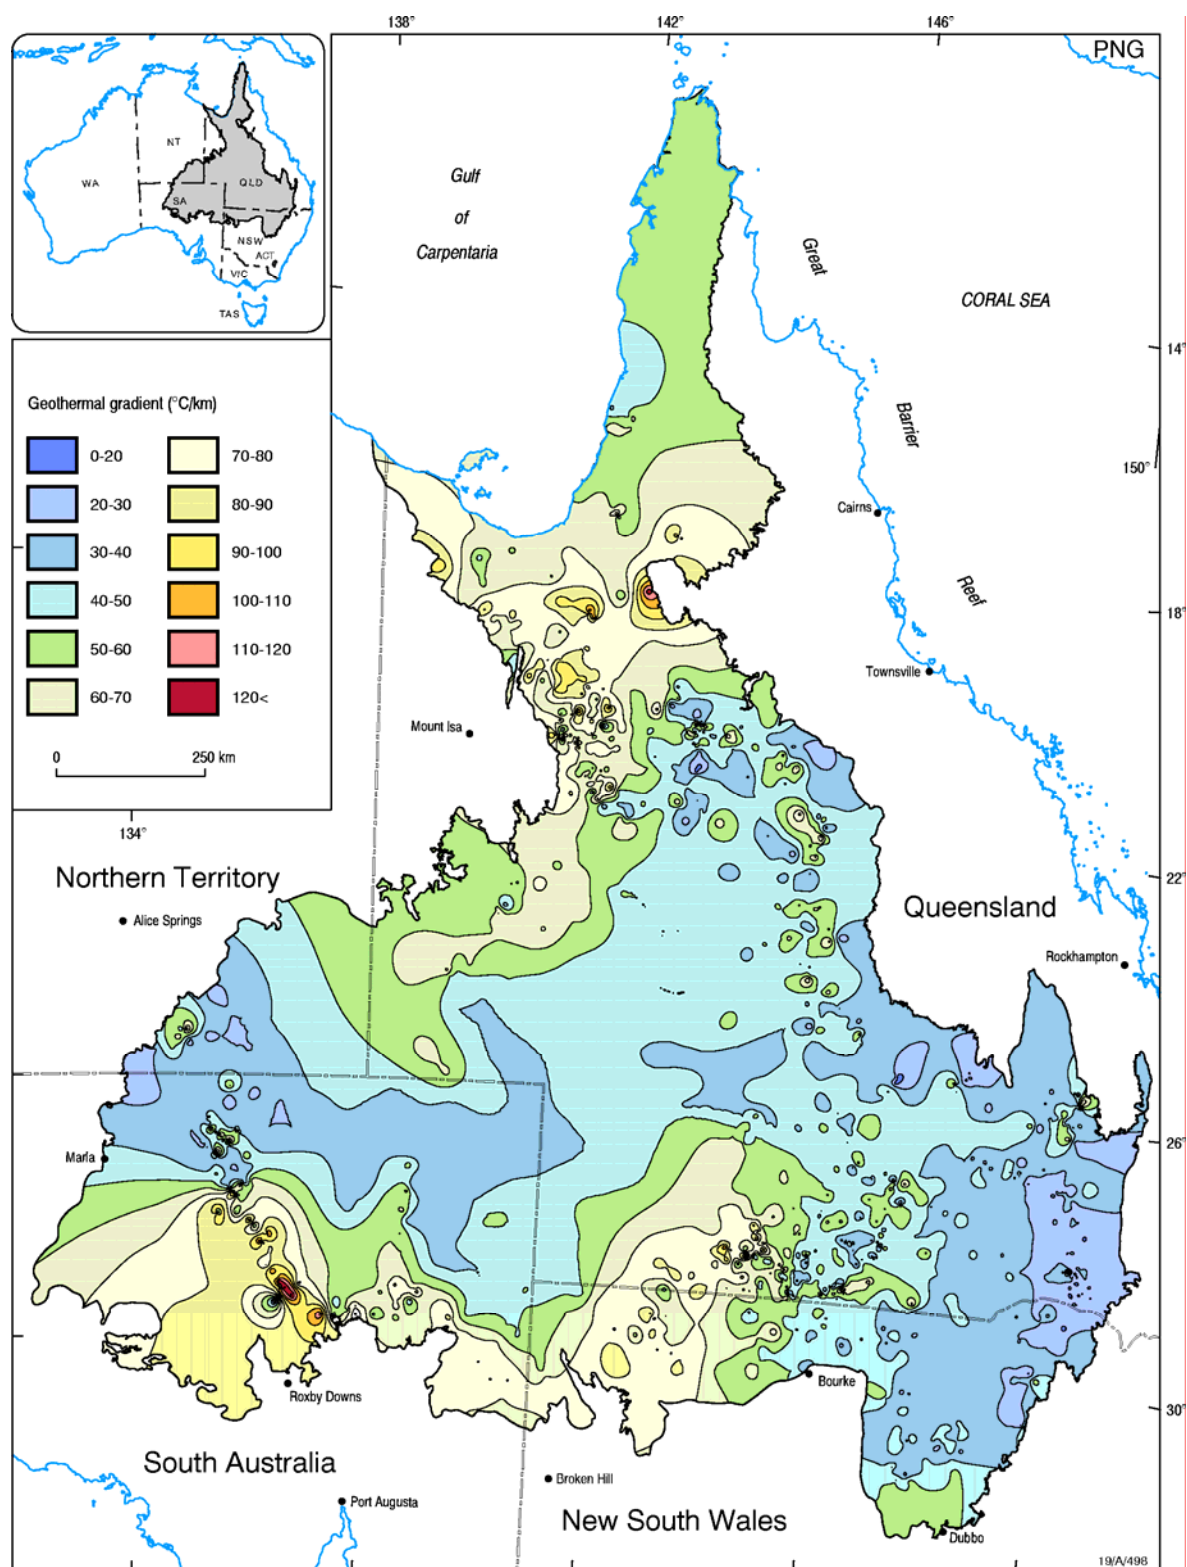 138°
142°
146°
PNG
NT
WA
QLD
SA
NSW
ACT
VIC
TAS
Gulf
of
Carpentaria
Great
Barrier
Reef
CORAL SEA
14°
150°
18°
22°
26°
30°
134°
Geothermal gradient (°C/km)
0-20
20-30
30-40
40-50
50-60
60-70
70-80
80-90
90-100
100-110
110-120
120<
0
250 km
Cairns
Townsville
Mount Isa
Northern Territory
Alice Springs
Queensland
Rockhampton
Marla
Roxby Downs
Bourke
South Australia
Port Augusta
Broken Hill
New South Wales
Dubbo
19/A/498